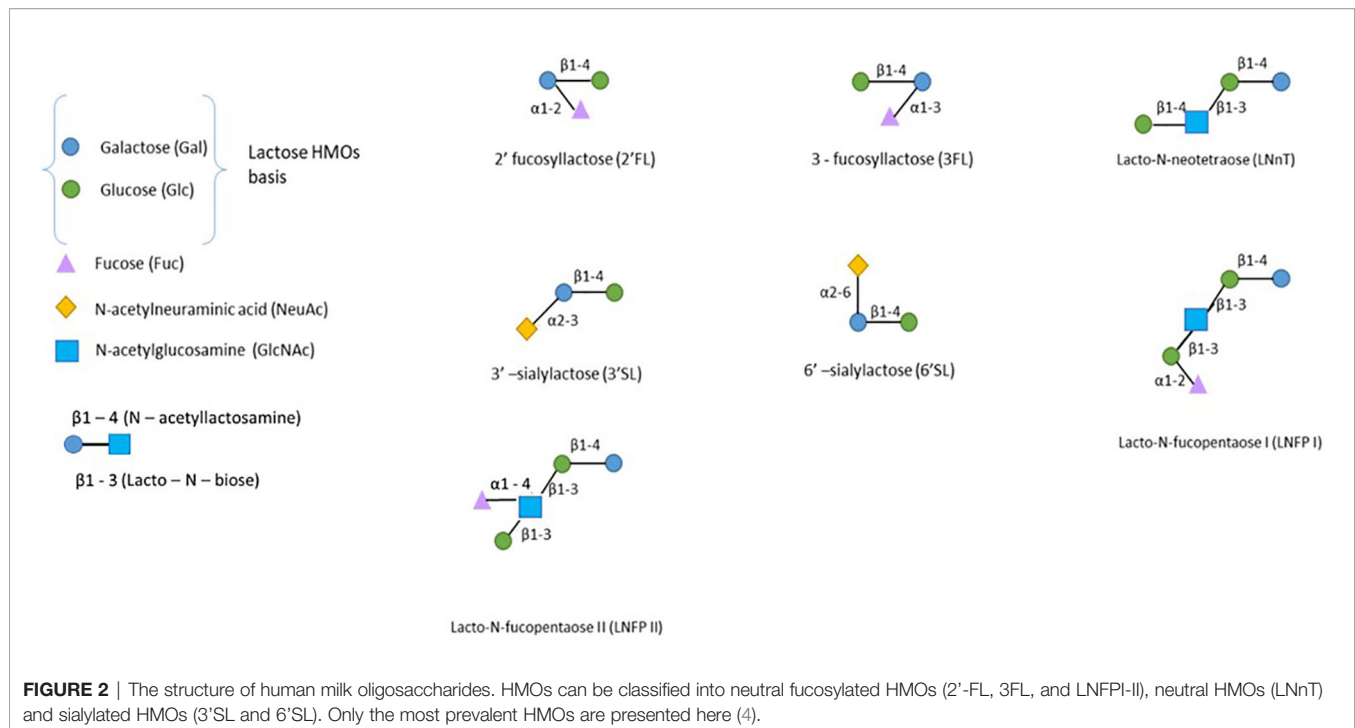 Galactose (Gal)
Glucose (Glc)
Lactose HMOs
basis
Fucose (Fuc)
N-acetylneuraminic acid (NeuAc)
N-acetylglucosamine (GlcNAc)
β1 – 4 (N – acetyllactosamine)
β1 - 3 (Lacto – N – biose)
β1-4
α1-2
2' fucosyllactose (2'FL)
β1-4
α1-3
3 - fucosyllactose (3FL)
β1-4
β1-4
β1-3
Lacto-N-neotetraose (LNnT)
β1-4
α2-3
3' –sialylactose (3'SL)
α2-6
β1-4
6' –sialylactose (6'SL)
β1-4
β1-3
β1-3
α1-2
Lacto-N-fucopentaose I (LNFP I)
β1-4
α1 - 4
β1-3
β1-3
Lacto-N-fucopentaose II (LNFP II)
FIGURE 2 | The structure of human milk oligosaccharides. HMOs can be classified into neutral fucosylated HMOs (2'-FL, 3FL, and LNFPI-II), neutral HMOs (LNnT)
and sialylated HMOs (3'SL and 6'SL). Only the most prevalent HMOs are presented here (4).